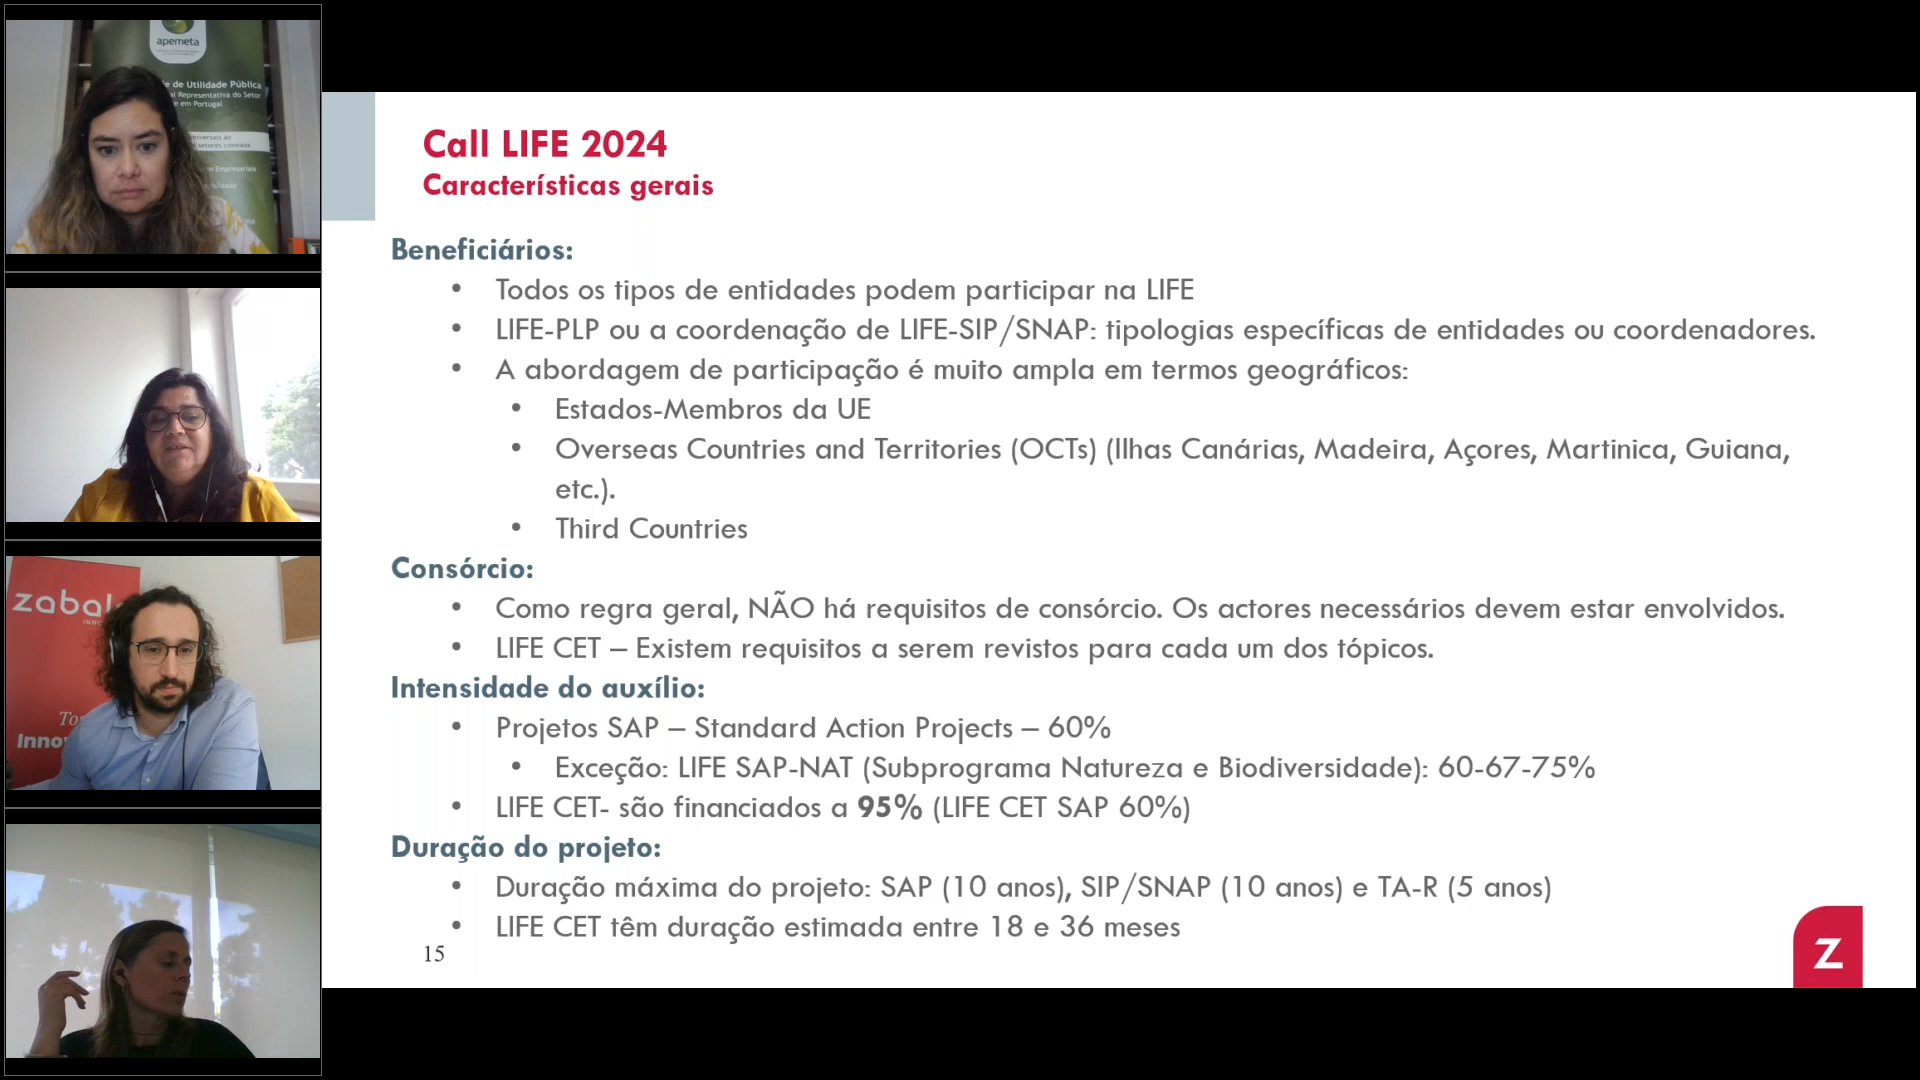 apemeta
e de Utilidade Pública
al Representativa do Setor
e em Portugal
zabal
Inno
Call LIFE 2024
Características gerais
Beneficiários:
• Todos os tipos de entidades podem participar na LIFE
• LIFE-PLP ou a coordenação de LIFE-SIP/SNAP: tipologias específicas de entidades ou coordenadores.
• A abordagem de participação é muito ampla em termos geográficos:
• Estados-Membros da UE
• Overseas Countries and Territories (OCTs) (Ilhas Canárias, Madeira, Açores, Martinica, Guiana,
etc.).
• Third Countries
Consórcio:
• Como regra geral, NÃO há requisitos de consórcio. Os actores necessários devem estar envolvidos.
• LIFE CET – Existem requisitos a serem revistos para cada um dos tópicos.
Intensidade do auxílio:
• Projetos SAP – Standard Action Projects – 60%
• Exceção: LIFE SAP-NAT (Subprograma Natureza e Biodiversidade): 60-67-75%
• LIFE CET- são financiados a 95% (LIFE CET SAP 60%)
Duração do projeto:
• Duração máxima do projeto: SAP (10 anos), SIP/SNAP (10 anos) e TA-R (5 anos)
• LIFE CET têm duração estimada entre 18 e 36 meses
15
z